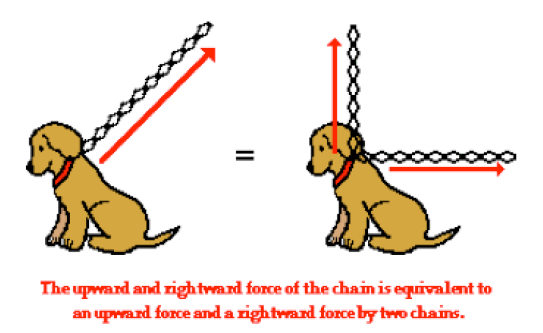 =
The upward and rightward force of the chain is equivalent to
an upward force and a rightward force by two chains.